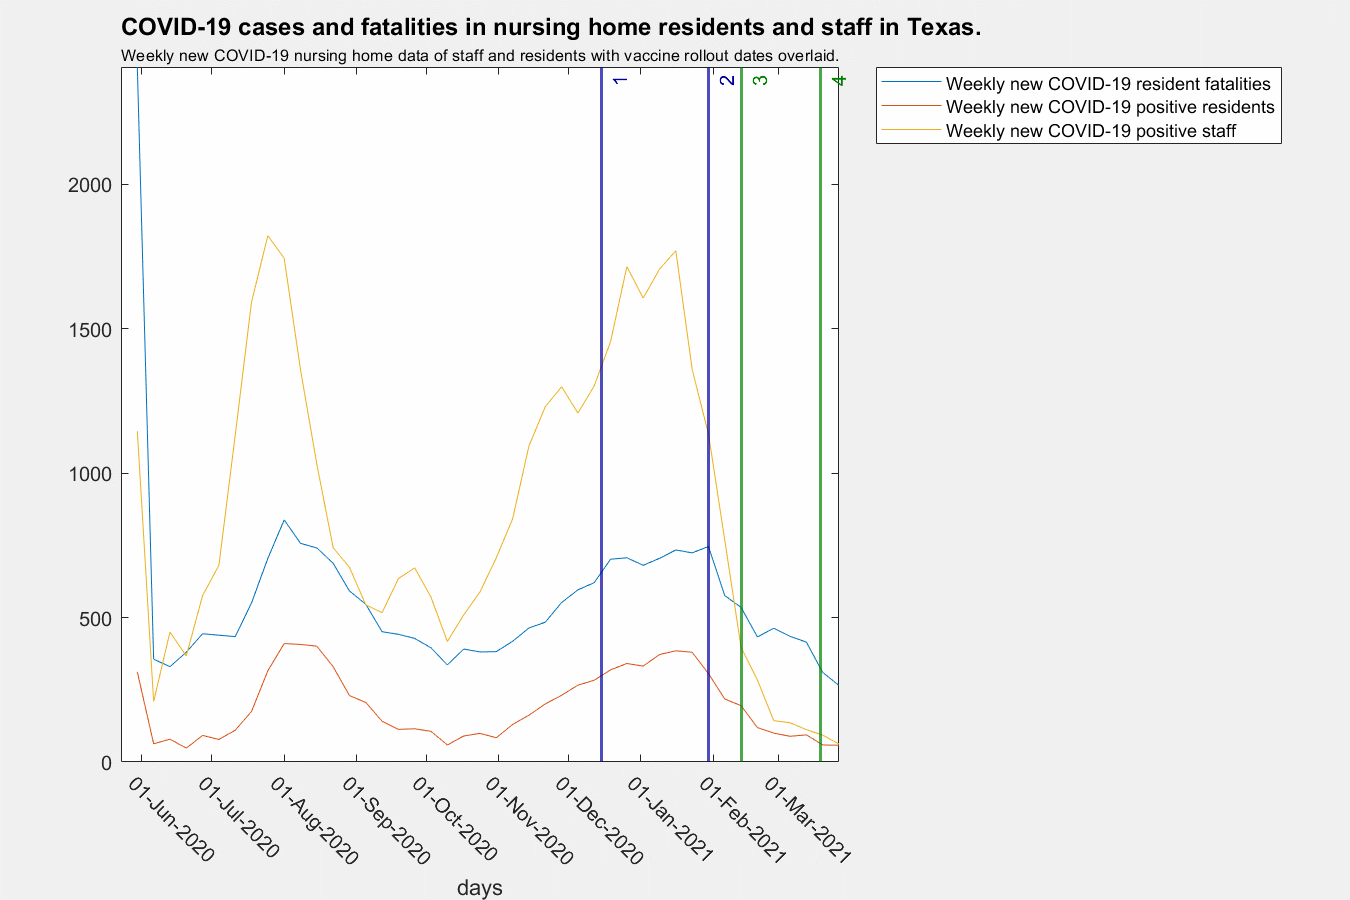 COVID-19 cases and fatalities in nursing home residents and staff in Texas.
Weekly new COVID-19 nursing home data of staff and residents with vaccine rollout dates overlaid.
1
2
3
4
Weekly new COVID-19 resident fatalities
Weekly new COVID-19 positive residents
Weekly new COVID-19 positive staff
2000
1500
1000
500
0
01-Jun-2020
01-Jul-2020
01-Aug-2020
01-Sep-2020
01-Oct-2020
01-Nov-2020
01-Dec-2020
01-Jan-2021
01-Feb-2021
01-Mar-2021
days